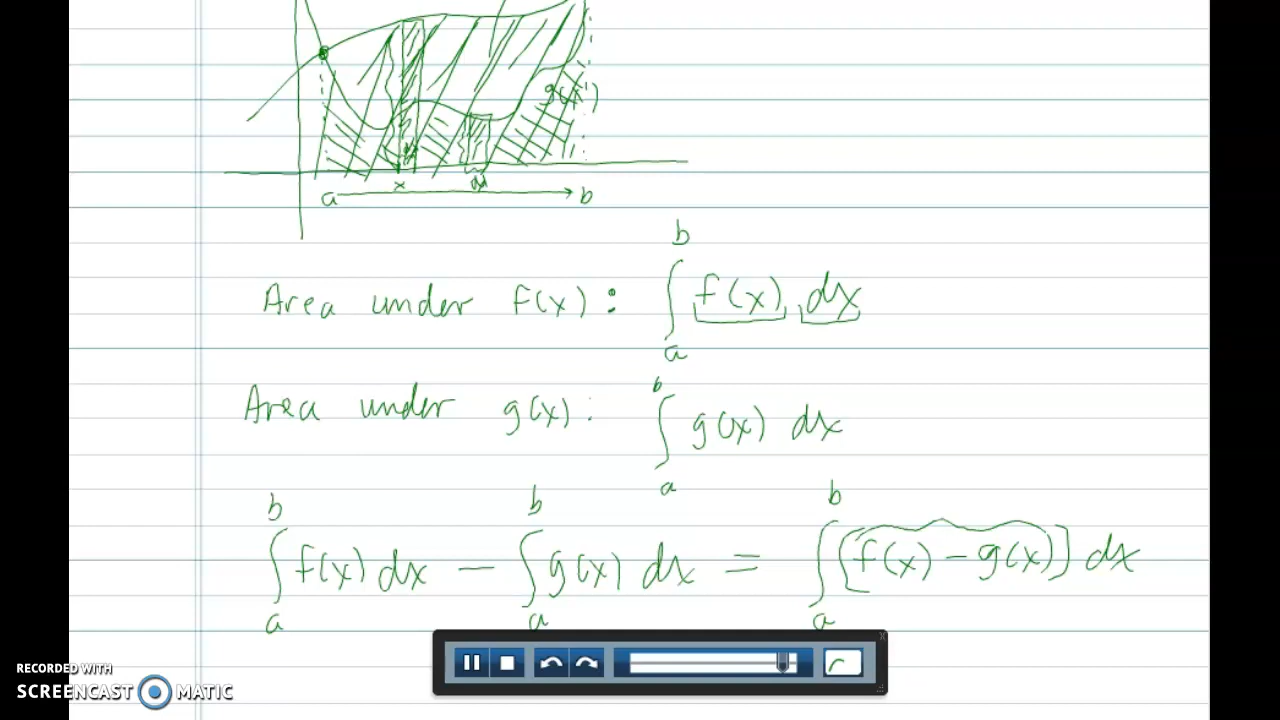 g(x)
x dx
a b
Area under f(x) : ∫_a^b f(x) dx
Area under g(x) : ∫_a^b g(x) dx
∫_a^b f(x) dx − ∫_a^b g(x) dx = ∫_a^b [f(x) − g(x)] dx
RECORDED WITH
SCREENCAST MATIC